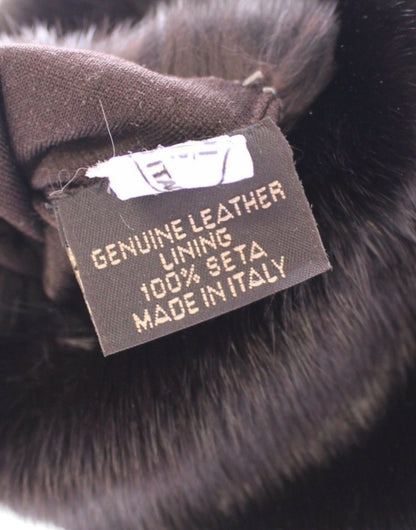 GENUINE LEATHER
LINING
100% SETA
MADE IN ITALY